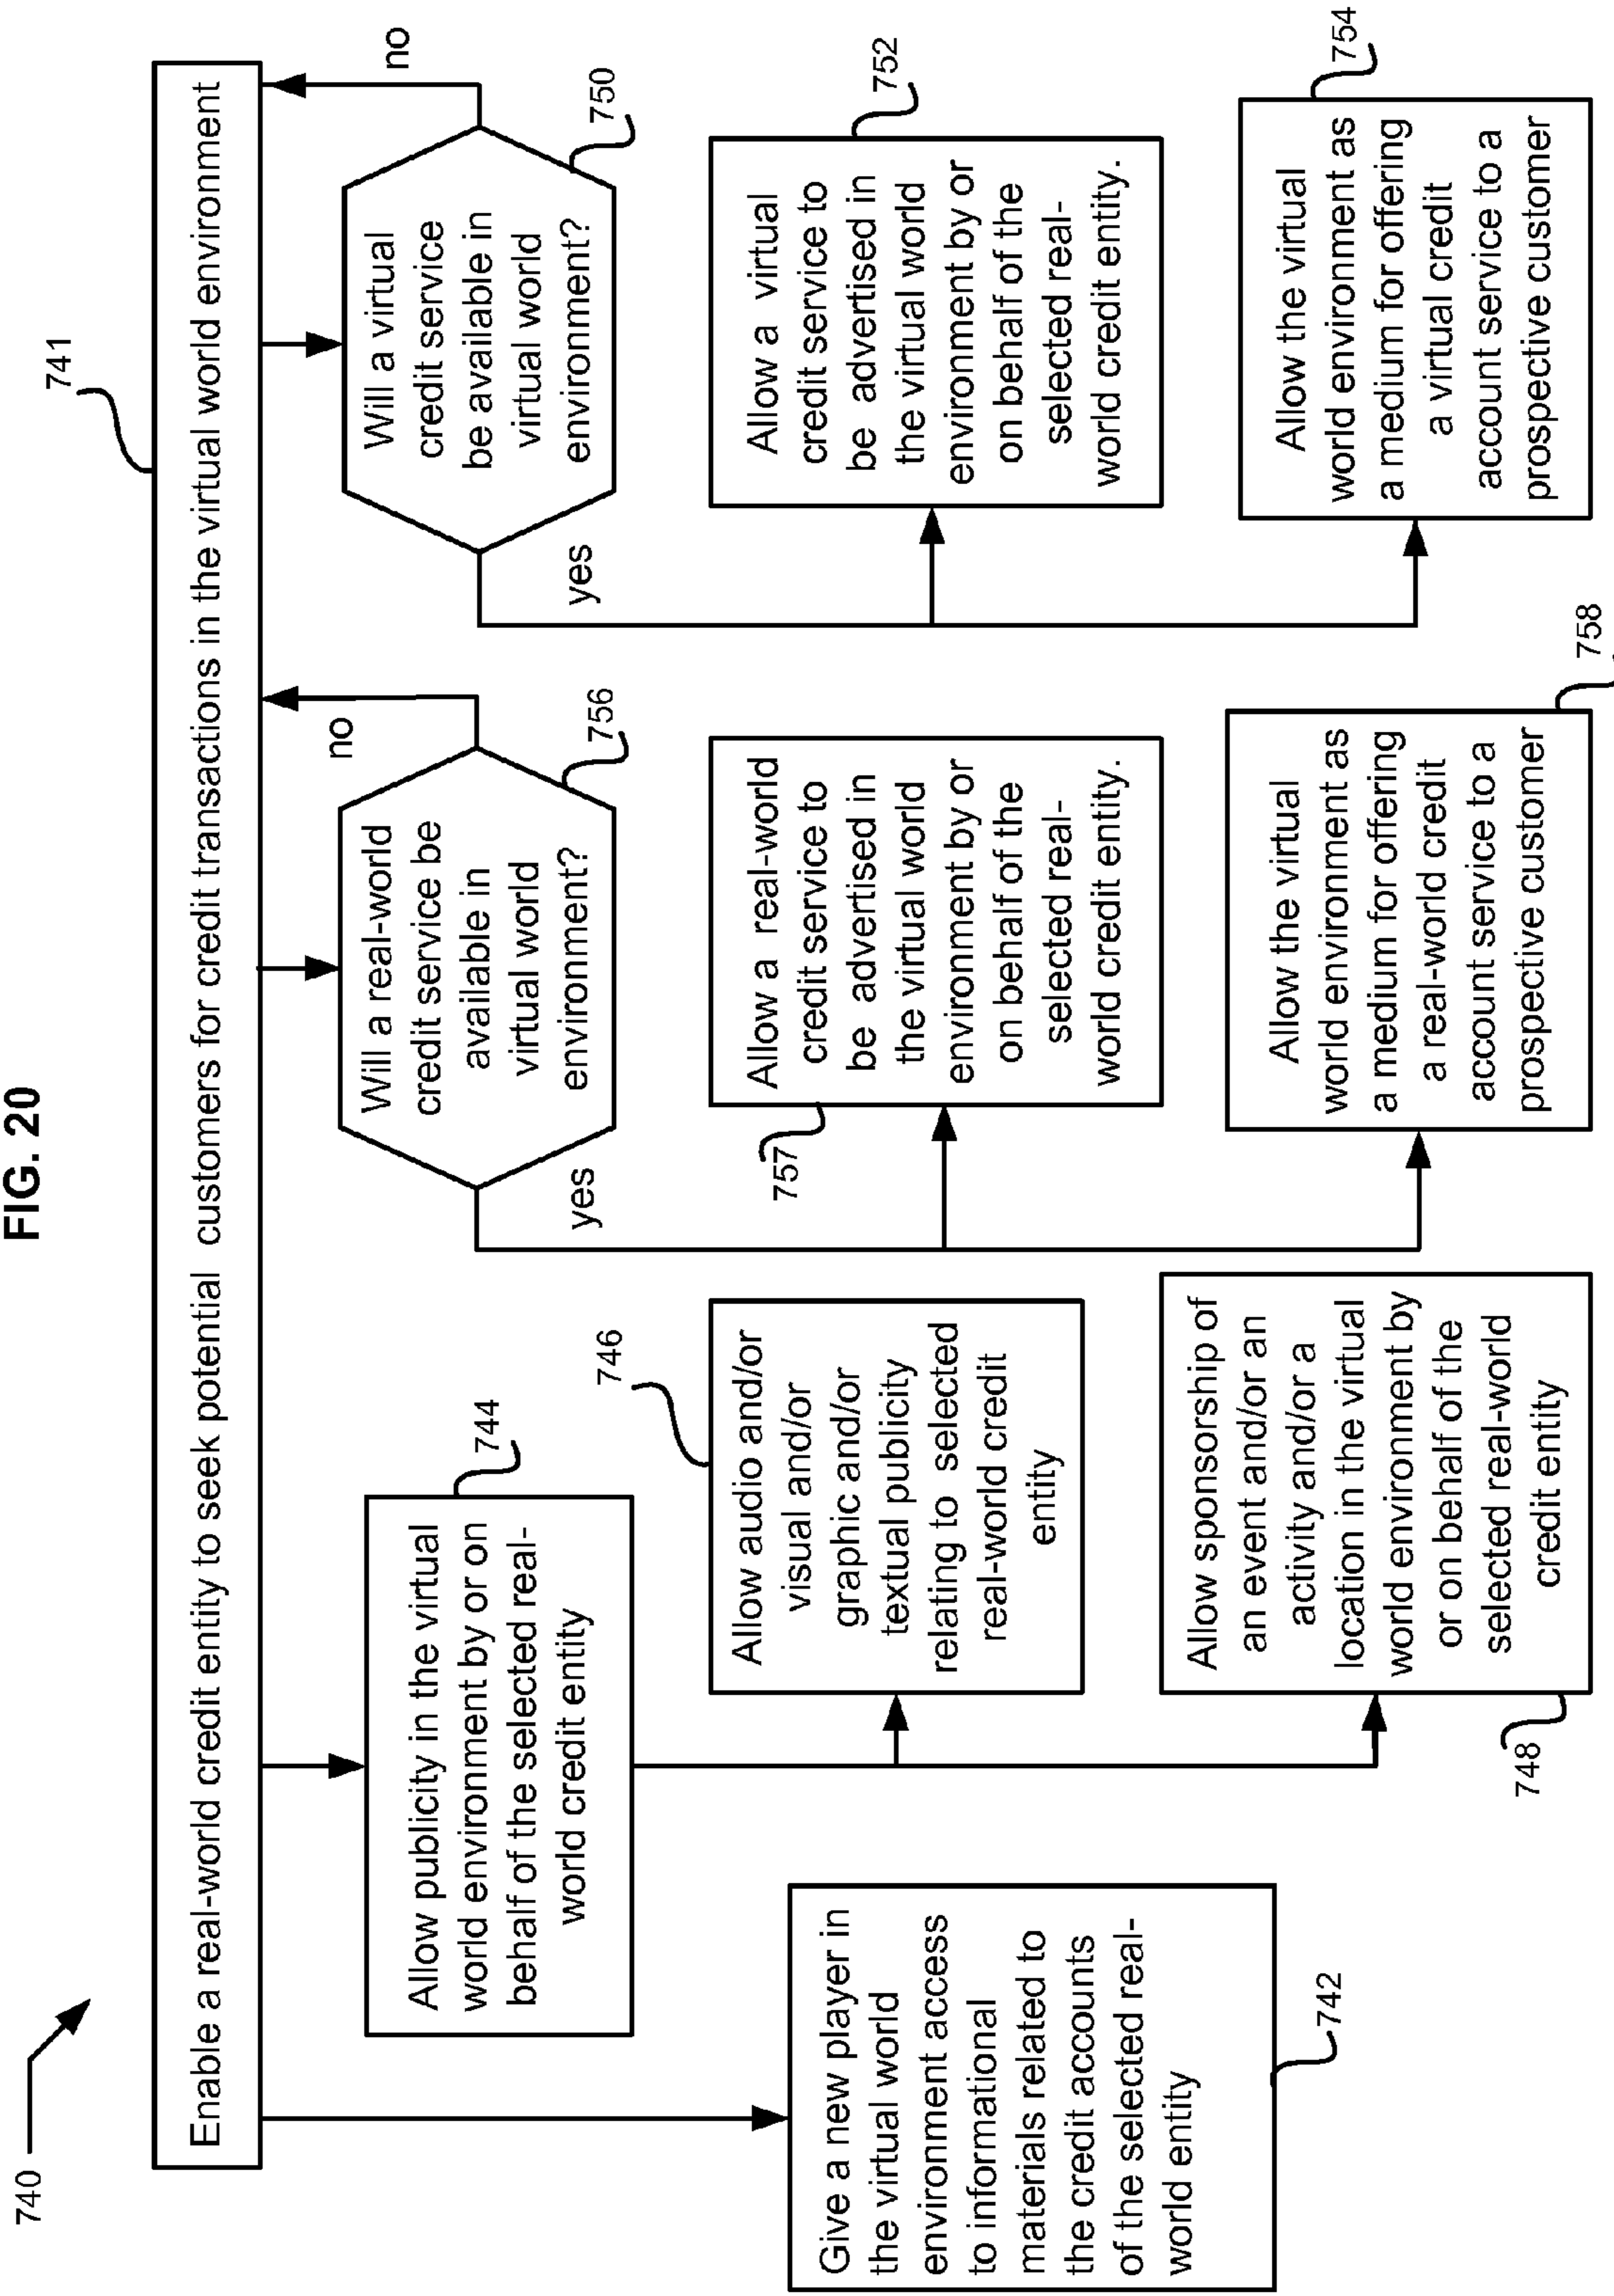 FIG. 20
740
741
Enable a real-world credit entity to seek potential customers for credit transactions in the virtual world environment
Give a new player in
the virtual world
environment access
to informational
materials related to
the credit accounts
of the selected real-
world entity
742
Allow publicity in the virtual
world environment by or on
behalf of the selected real-
world credit entity
744
Allow audio and/or
visual and/or
graphic and/or
textual publicity
relating to selected
real-world credit
entity
746
Allow sponsorship of
an event and/or an
activity and/or a
location in the virtual
world environment by
or on behalf of the
selected real-world
credit entity
748
Will a real-world
credit service be
available in
virtual world
environment?
756
no
yes
Allow a real-world
credit service to
be advertised in
the virtual world
environment by or
on behalf of the
selected real-
world credit entity.
757
Allow the virtual
world environment as
a medium for offering
a real-world credit
account service to a
prospective customer
758
Will a virtual
credit service
be available in
virtual world
environment?
750
no
yes
Allow a virtual
credit service to
be advertised in
the virtual world
environment by or
on behalf of the
selected real-
world credit entity.
752
Allow the virtual
world environment as
a medium for offering
a virtual credit
account service to a
prospective customer
754